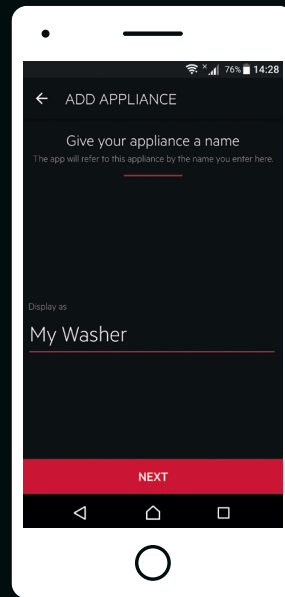 76% 14:28
ADD APPLIANCE
Give your appliance a name
The app will refer to this appliance by the name you enter here.
Display as
My Washer
NEXT